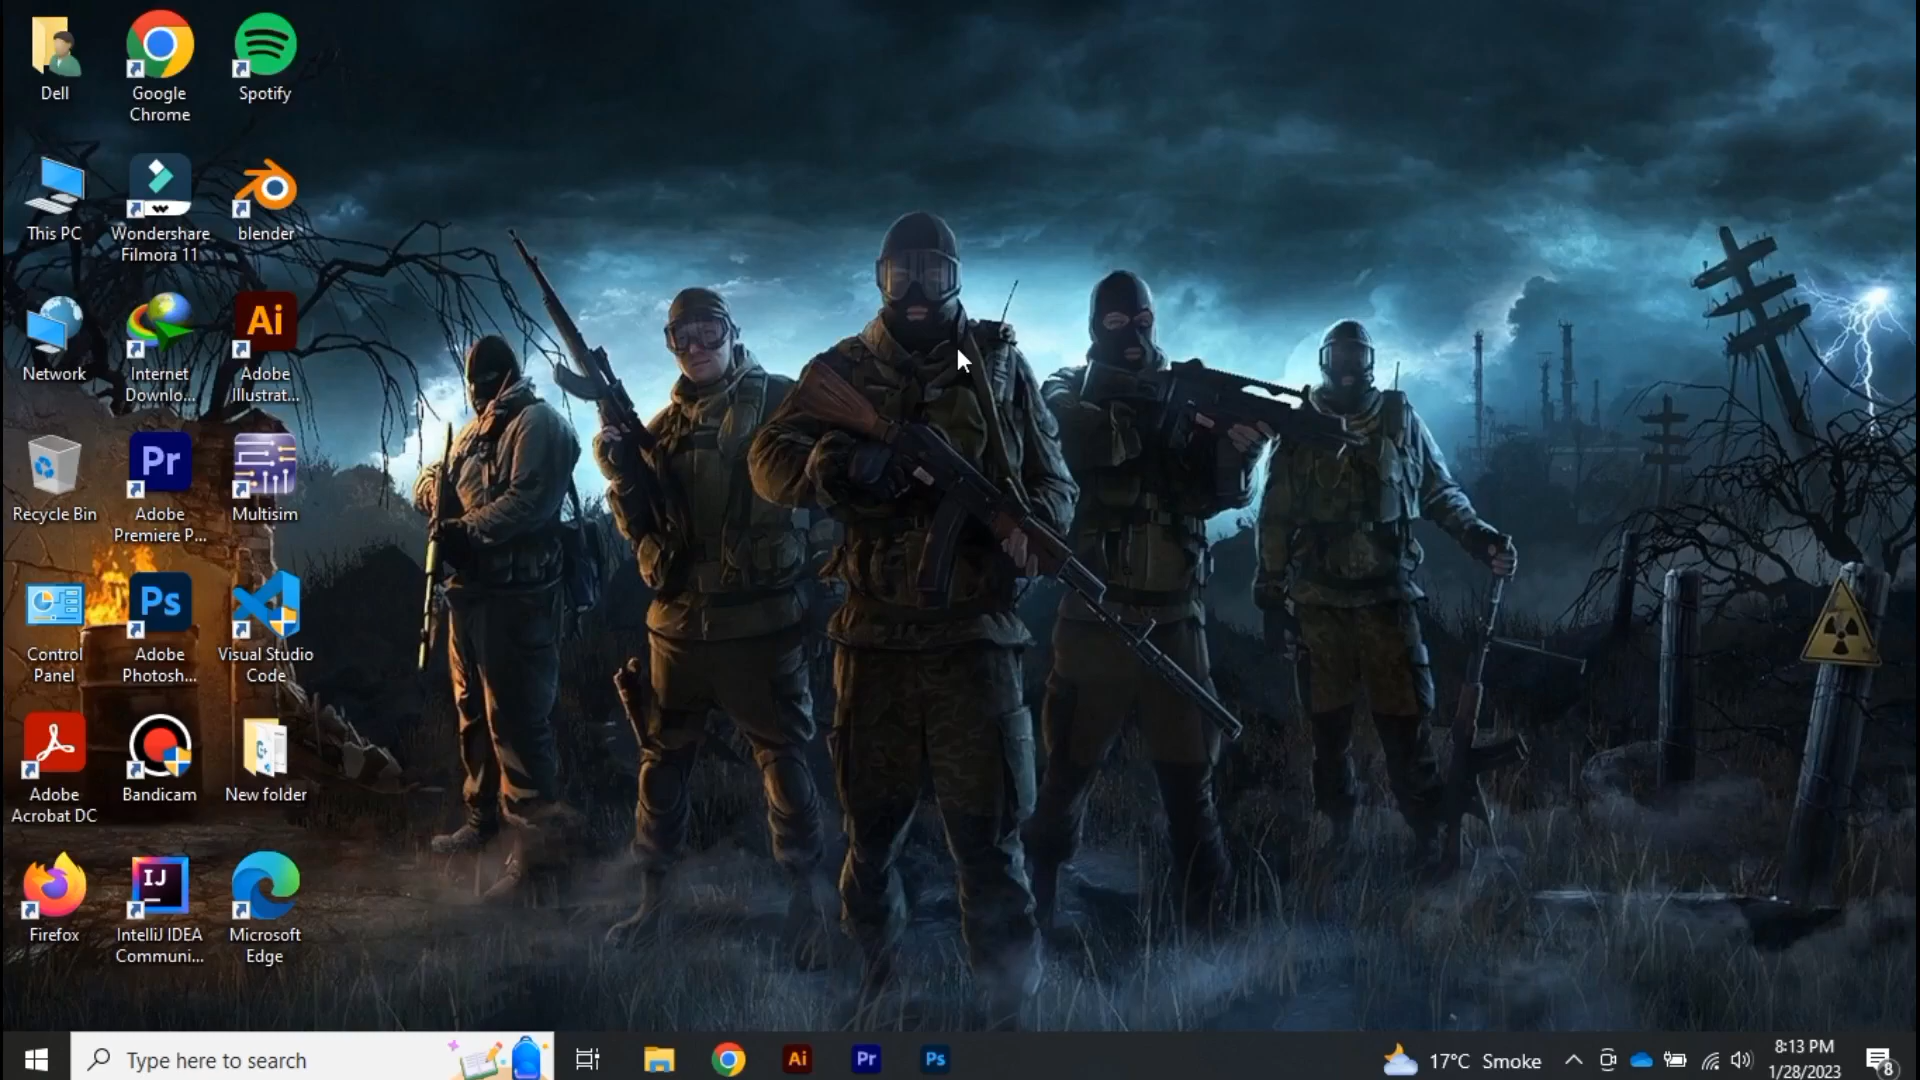 Dell
Google
Chrome
Spotify
This PC
Wondershare
Filmora 11
blender
Network
Internet
Downlo...
Ai
Adobe
Illustrat...
Recycle Bin
Pr
Adobe
Premiere P...
Multisim
Control
Panel
Ps
Adobe
Photosh...
Visual Studio
Code
Adobe
Acrobat DC
Bandicam
New folder
Firefox
IJ
IntelliJ IDEA
Communi...
Microsoft
Edge
Type here to search
Ai
Pr
Ps
17°C Smoke
8:13 PM
1/28/2023
8